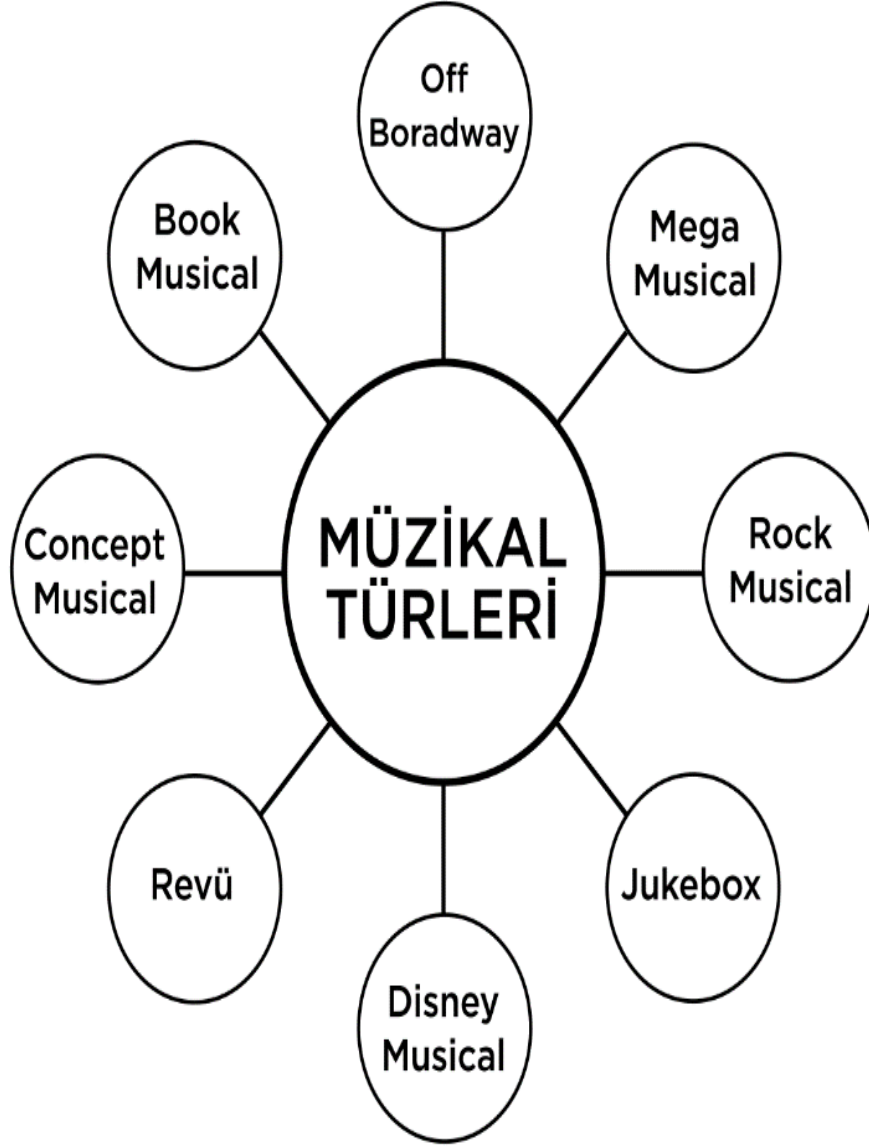 Off
Boradway
Book
Musical
Mega
Musical
Concept
Musical
MÜZİKAL
TÜRLERİ
Rock
Musical
Revü
Jukebox
Disney
Musical